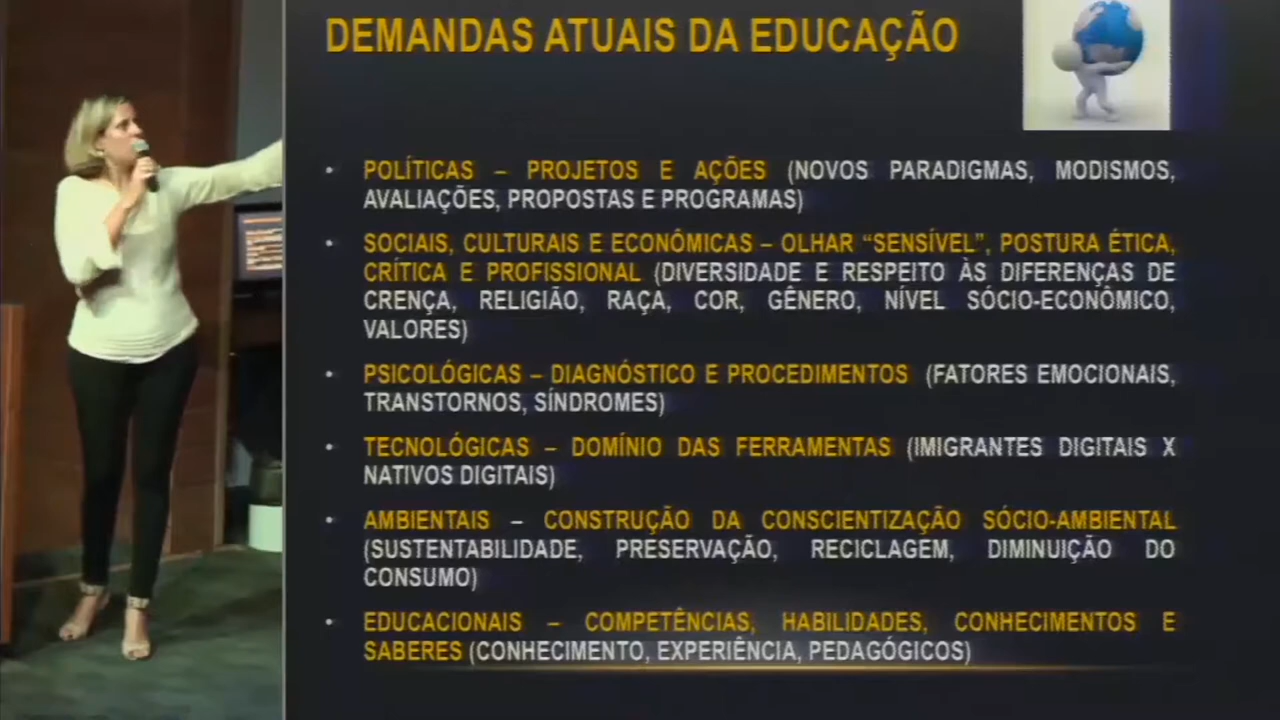 DEMANDAS ATUAIS DA EDUCAÇÃO
• POLÍTICAS – PROJETOS E AÇÕES (NOVOS PARADIGMAS, MODISMOS,
AVALIAÇÕES, PROPOSTAS E PROGRAMAS)
• SOCIAIS, CULTURAIS E ECONÔMICAS – OLHAR “SENSÍVEL”, POSTURA ÉTICA,
CRÍTICA E PROFISSIONAL (DIVERSIDADE E RESPEITO ÀS DIFERENÇAS DE
CRENÇA, RELIGIÃO, RAÇA, COR, GÊNERO, NÍVEL SÓCIO-ECONÔMICO,
VALORES)
• PSICOLÓGICAS – DIAGNÓSTICO E PROCEDIMENTOS (FATORES EMOCIONAIS,
TRANSTORNOS, SÍNDROMES)
• TECNOLÓGICAS – DOMÍNIO DAS FERRAMENTAS (IMIGRANTES DIGITAIS X
NATIVOS DIGITAIS)
• AMBIENTAIS – CONSTRUÇÃO DA CONSCIENTIZAÇÃO SÓCIO-AMBIENTAL
(SUSTENTABILIDADE, PRESERVAÇÃO, RECICLAGEM, DIMINUIÇÃO DO
CONSUMO)
• EDUCACIONAIS – COMPETÊNCIAS, HABILIDADES, CONHECIMENTOS E
SABERES (CONHECIMENTO, EXPERIÊNCIA, PEDAGÓGICOS)